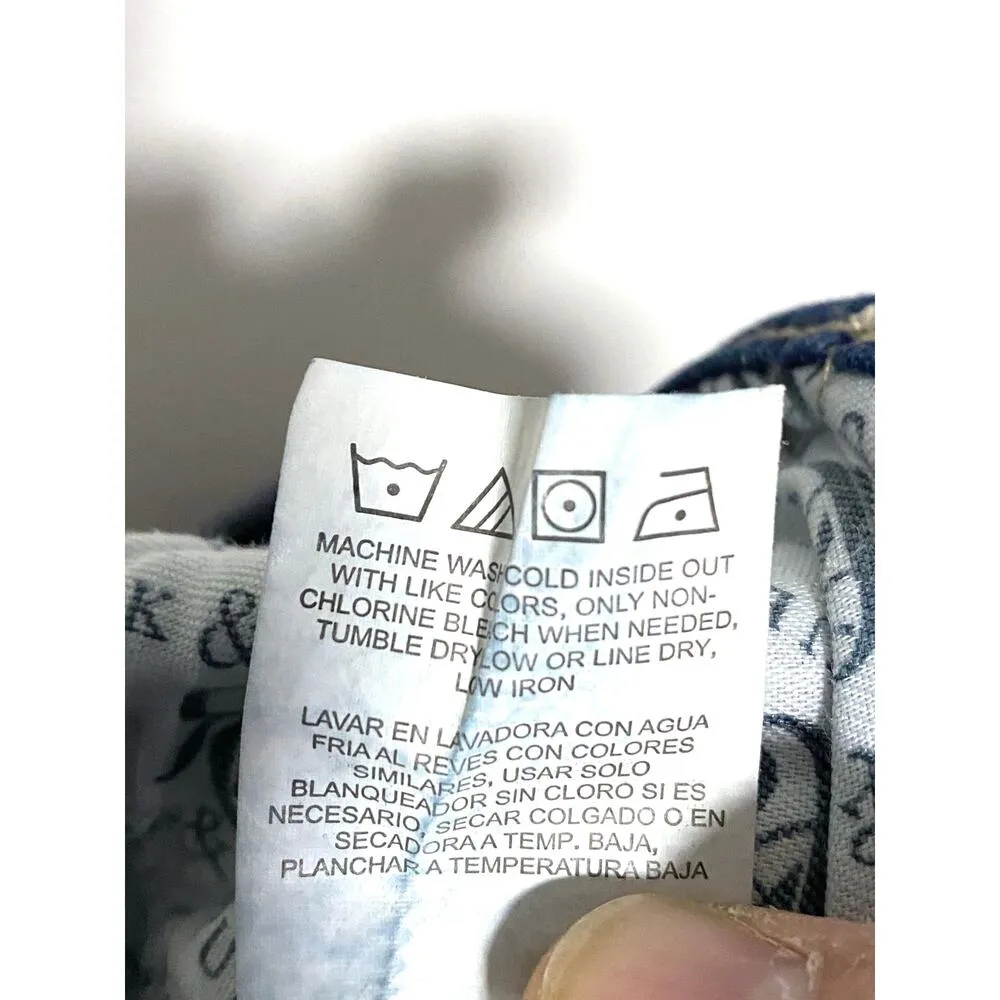 MACHINE WASH COLD INSIDE OUT
WITH LIKE COLORS, ONLY NON-
CHLORINE BLEACH WHEN NEEDED,
TUMBLE DRY LOW OR LINE DRY,
LOW IRON
LAVAR EN LAVADORA CON AGUA
FRIA AL REVES CON COLORES
SIMILARES, USAR SOLO
BLANQUEADOR SIN CLORO SI ES
NECESARIO, SECAR COLGADO O EN
SECADORA A TEMP. BAJA,
PLANCHAR A TEMPERATURA BAJA
K &